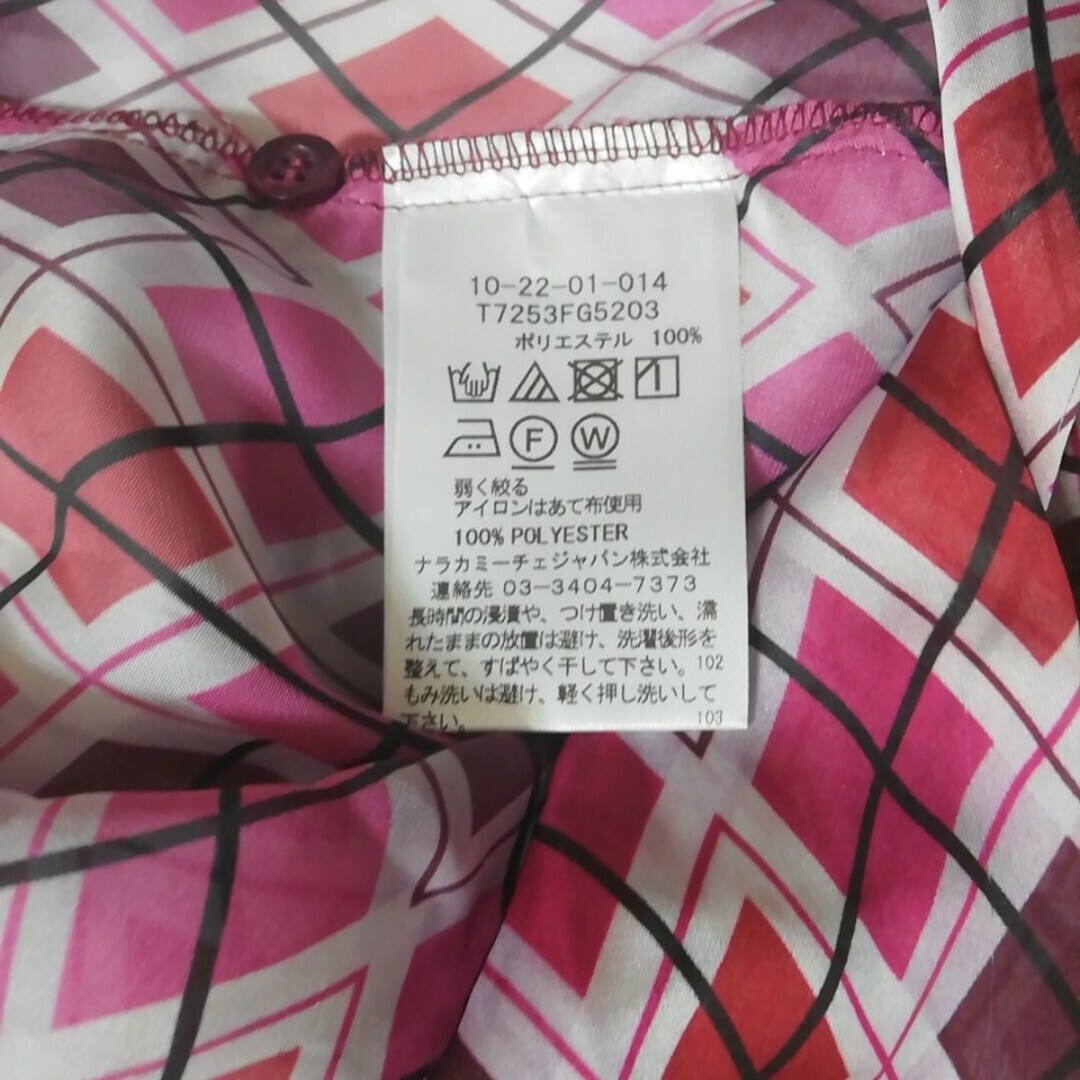 10-22-01-014
T7253FG5203
ポリエステル 100%
F W
弱く絞る
アイロンはあて布使用
100% POLYESTER
ナラカミーチェジャパン株式会社
連絡先 03-3404-7373
長時間の浸漬や、つけ置き洗い、濡
れたままの放置は避け、洗濯後形を
整えて、すばやく干して下さい。102
もみ洗いは避け、軽く押し洗いして
下さい。 103